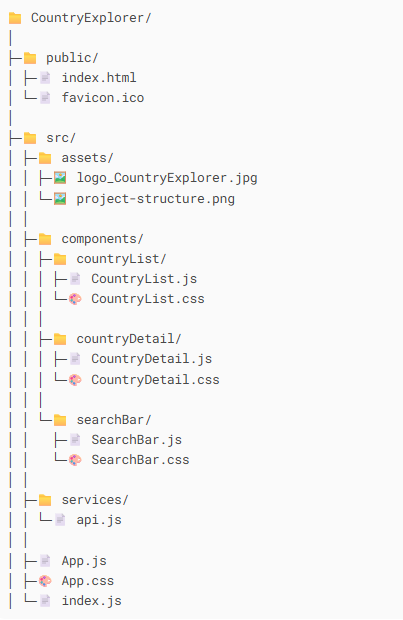 CountryExplorer/
public/
index.html
favicon.ico
src/
assets/
logo_CountryExplorer.jpg
project-structure.png
components/
countryList/
CountryList.js
CountryList.css
countryDetail/
CountryDetail.js
CountryDetail.css
searchBar/
SearchBar.js
SearchBar.css
services/
api.js
App.js
App.css
index.js